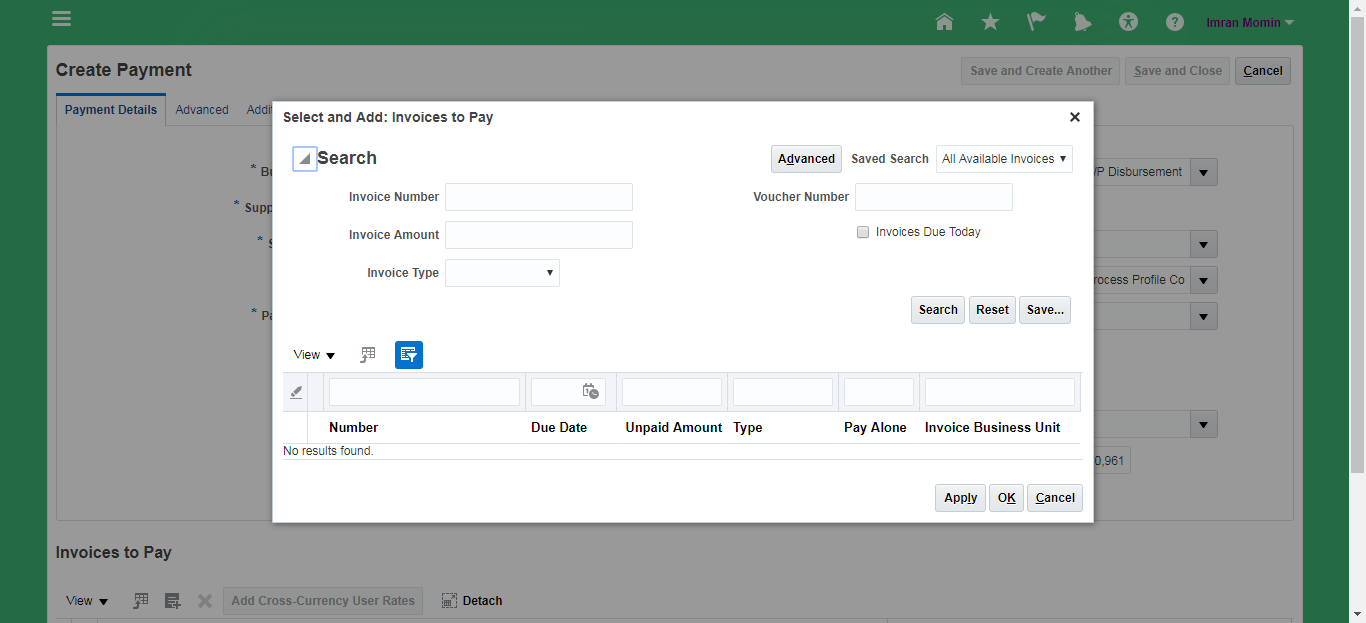 Imran Momin
Create Payment
Save and Create Another
Save and Close
Cancel
Payment Details
Advanced
Select and Add: Invoices to Pay
Search
Advanced
Saved Search
All Available Invoices
Invoice Number
Voucher Number
Invoice Amount
Invoices Due Today
Invoice Type
Search
Reset
Save...
View
Number
Due Date
Unpaid Amount
Type
Pay Alone
Invoice Business Unit
No results found.
Apply
OK
Cancel
/P Disbursement
rocess Profile Co
0,961
Invoices to Pay
View
Add Cross-Currency User Rates
Detach